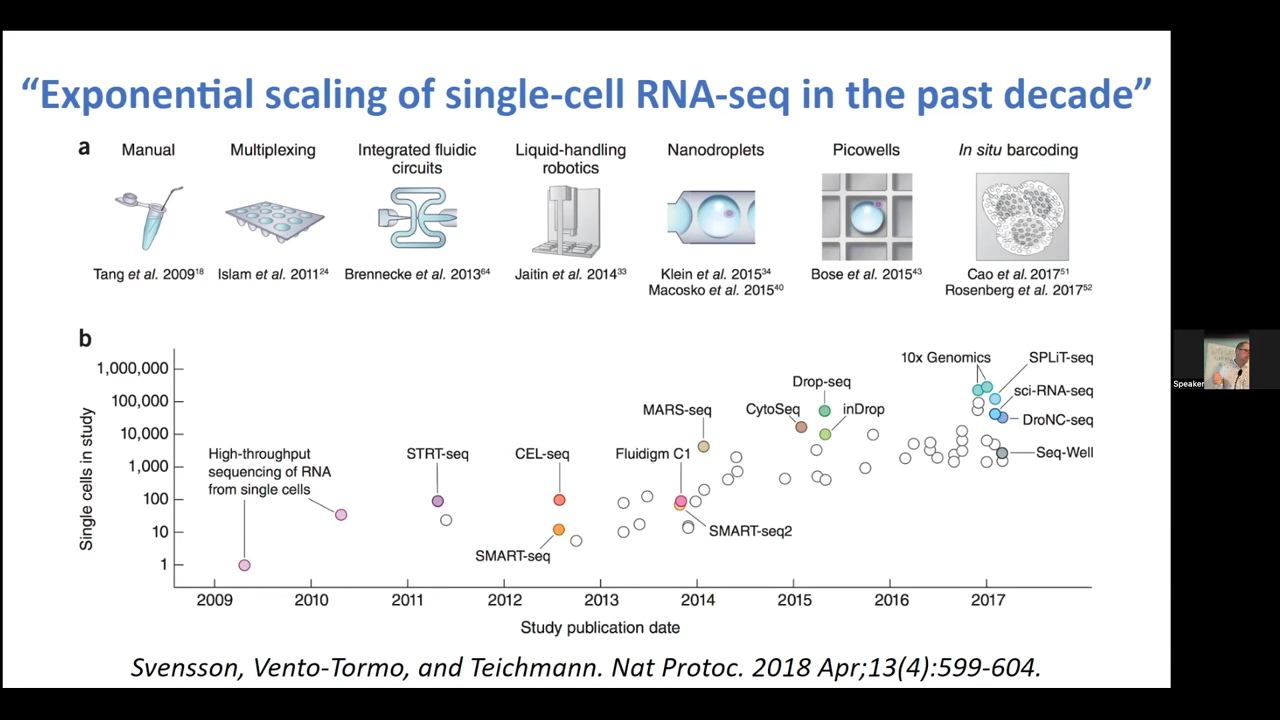 “Exponential scaling of single-cell RNA-seq in the past decade”
a
Manual
Multiplexing
Integrated fluidic
circuits
Liquid-handling
robotics
Nanodroplets
Picowells
In situ barcoding
Tang et al. 2009¹⁸
Islam et al. 2011²⁴
Brennecke et al. 2013⁶⁴
Jaitin et al. 2014³³
Klein et al. 2015³⁴
Macosko et al. 2015⁴⁰
Bose et al. 2015⁴³
Cao et al. 2017⁵¹
Rosenberg et al. 2017⁵²
b
Single cells in study
1,000,000
100,000
10,000
1,000
100
10
1
High-throughput
sequencing of RNA
from single cells
STRT-seq
CEL-seq
SMART-seq
Fluidigm C1
SMART-seq2
MARS-seq
CytoSeq
Drop-seq
inDrop
10x Genomics
SPLiT-seq
sci-RNA-seq
DroNC-seq
Seq-Well
2009
2010
2011
2012
2013
2014
2015
2016
2017
Study publication date
Svensson, Vento-Tormo, and Teichmann. Nat Protoc. 2018 Apr;13(4):599-604.
Speaker